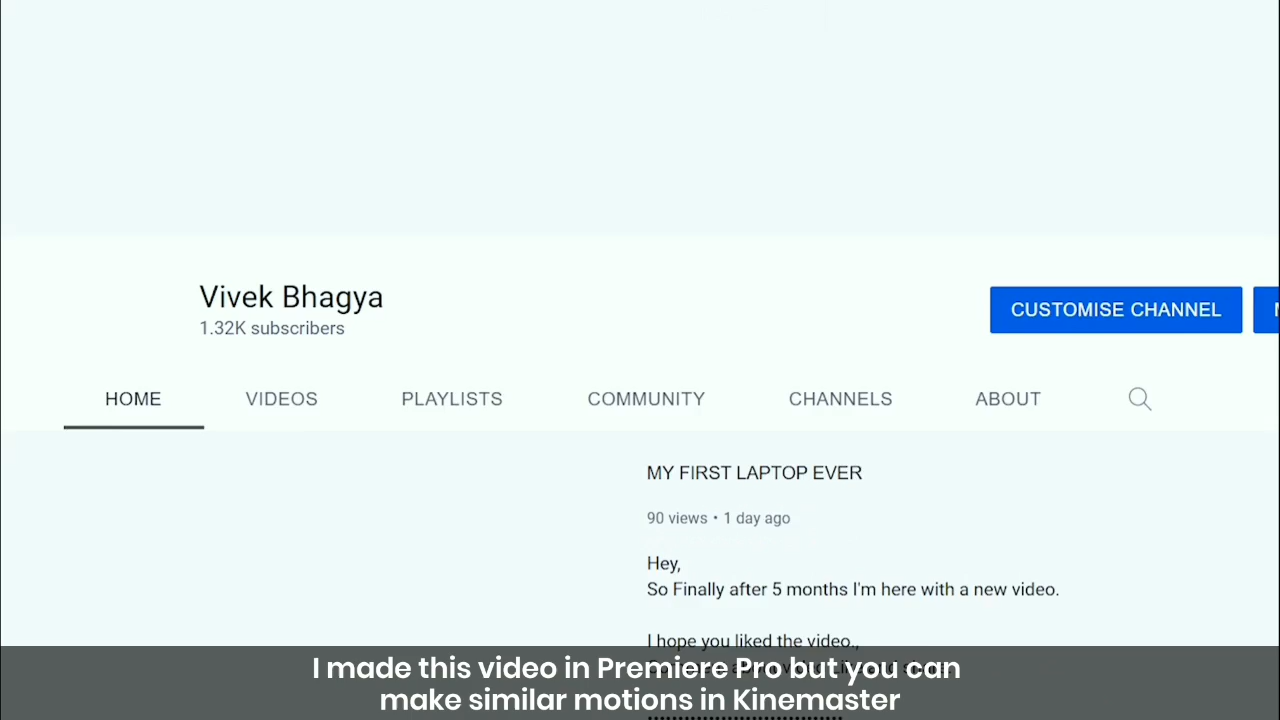 Vivek Bhagya
1.32K subscribers
CUSTOMISE CHANNEL
HOME VIDEOS PLAYLISTS COMMUNITY CHANNELS ABOUT
MY FIRST LAPTOP EVER
90 views • 1 day ago
Hey,
So Finally after 5 months I'm here with a new video.
I hope you liked the video.,
I made this video in Premiere Pro but you can
make similar motions in Kinemaster